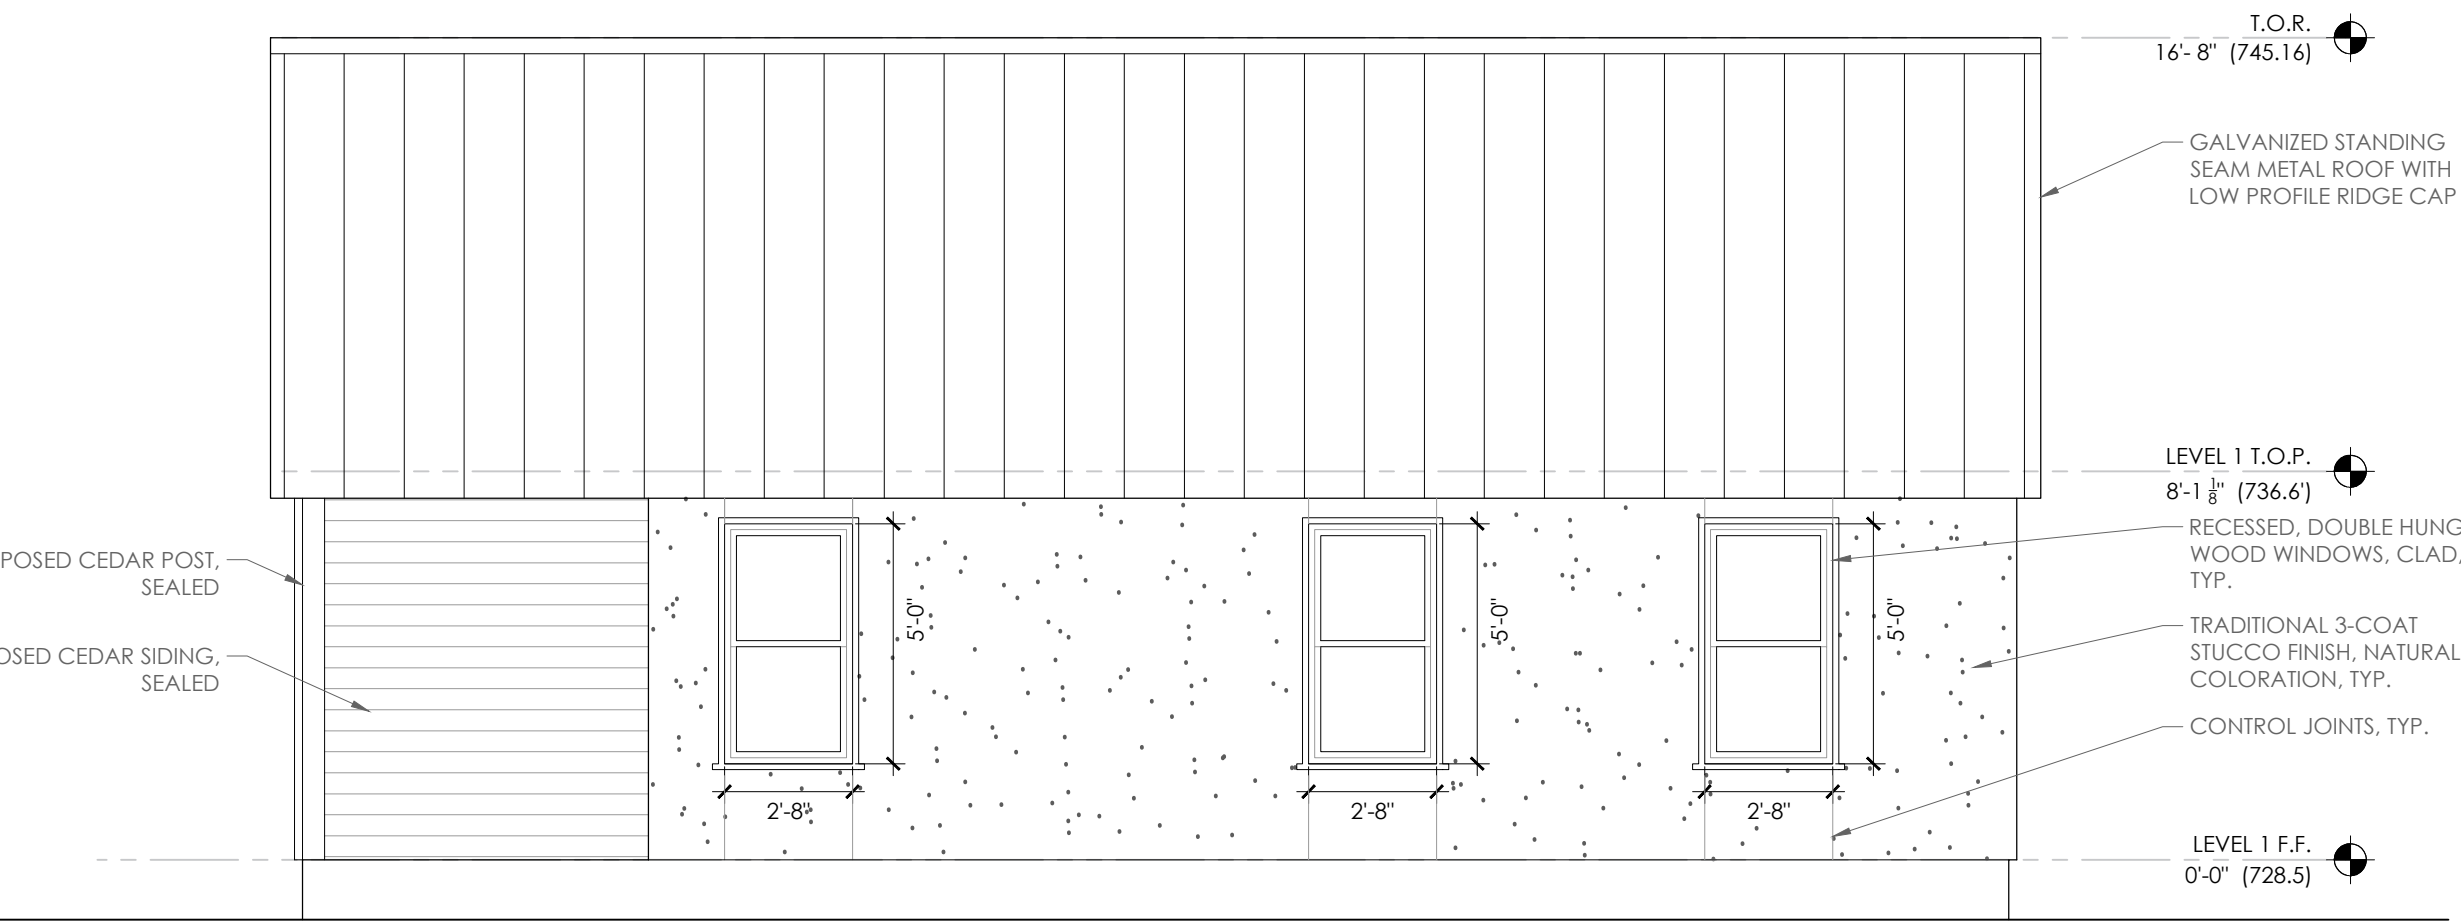 T.O.R.
16'- 8" (745.16)
GALVANIZED STANDING
SEAM METAL ROOF WITH
LOW PROFILE RIDGE CAP
LEVEL 1 T.O.P.
8'-1 1/8" (736.6')
RECESSED, DOUBLE HUNG
WOOD WINDOWS, CLAD,
TYP.
POSED CEDAR POST,
SEALED
5'-0"
5'-0"
5'-0"
TRADITIONAL 3-COAT
STUCCO FINISH, NATURAL
COLORATION, TYP.
OSED CEDAR SIDING,
SEALED
CONTROL JOINTS, TYP.
2'-8"
2'-8"
2'-8"
LEVEL 1 F.F.
0'-0" (728.5)